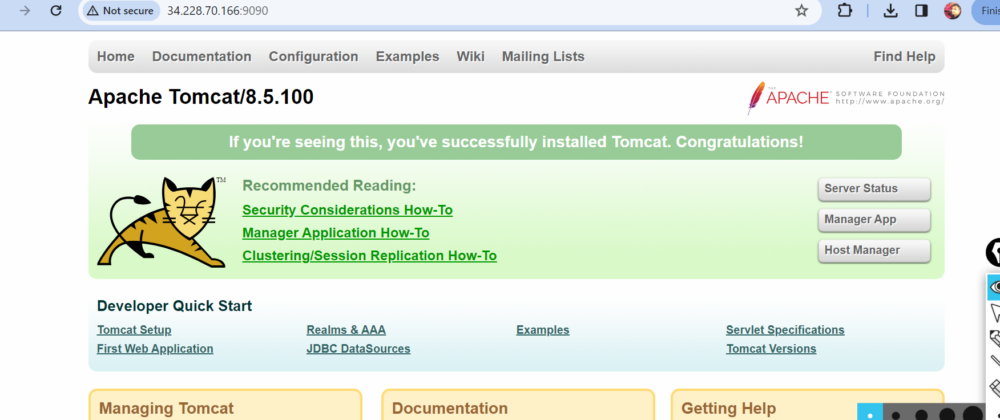 Not secure 34.228.70.166:9090
Home Documentation Configuration Examples Wiki Mailing Lists Find Help
Apache Tomcat/8.5.100
THE APACHE SOFTWARE FOUNDATION
http://www.apache.org/
If you're seeing this, you've successfully installed Tomcat. Congratulations!
TM
Recommended Reading:
Security Considerations How-To
Manager Application How-To
Clustering/Session Replication How-To
Server Status
Manager App
Host Manager
Developer Quick Start
Tomcat Setup
First Web Application
Realms & AAA
JDBC DataSources
Examples
Servlet Specifications
Tomcat Versions
Managing Tomcat
Documentation
Getting Help